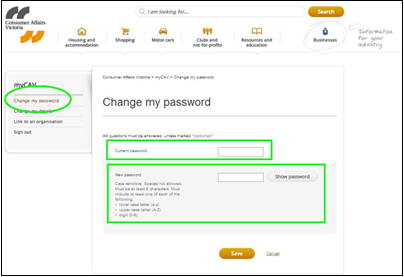 Consumer Affairs
Victoria
I am looking for...
Search
Housing and
accommodation
Shopping
Motor cars
Clubs and
not-for-profits
Resources and
education
Businesses
Information
for your
industry
myCAV
Change my password
Change my details
Link to an organisation
Sign out
Consumer Affairs Victoria > myCAV > Change my password
Change my password
All questions must be answered, unless marked "(optional)"
Current password
New password
Show password
Case sensitive. Spaces not allowed.
Must be at least 8 characters. Must
include at least one of each of the
following:
• lower case letter (a-z)
• upper case letter (A-Z)
• digit (0-9)
Save
Cancel